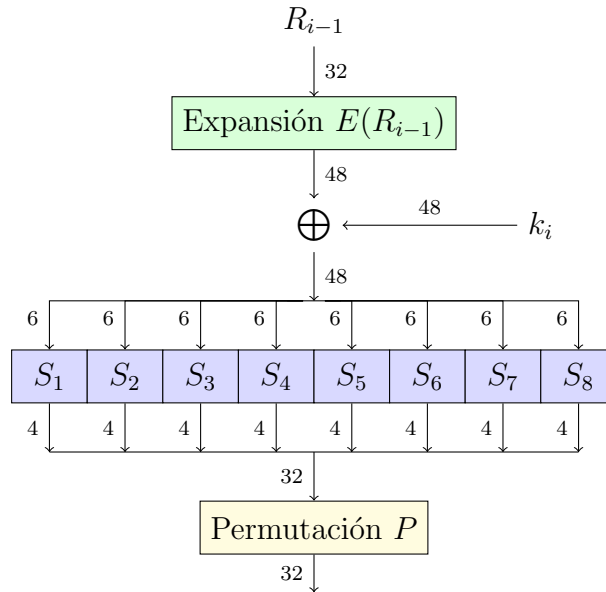 R_{i−1}
32
Expansión E(R_{i−1})
48
⊕ 48 k_i
48
6 6 6 6 6 6 6 6
S_1 S_2 S_3 S_4 S_5 S_6 S_7 S_8
4 4 4 4 4 4 4 4
32
Permutación P
32